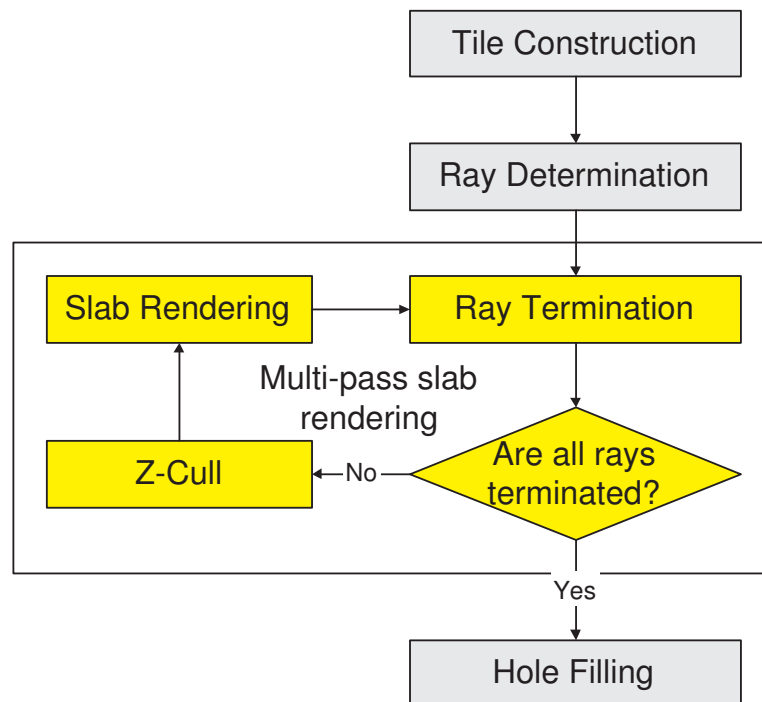 Tile Construction
Ray Determination
Slab Rendering
Ray Termination
Multi-pass slab
rendering
Z-Cull
No
Are all rays
terminated?
Yes
Hole Filling